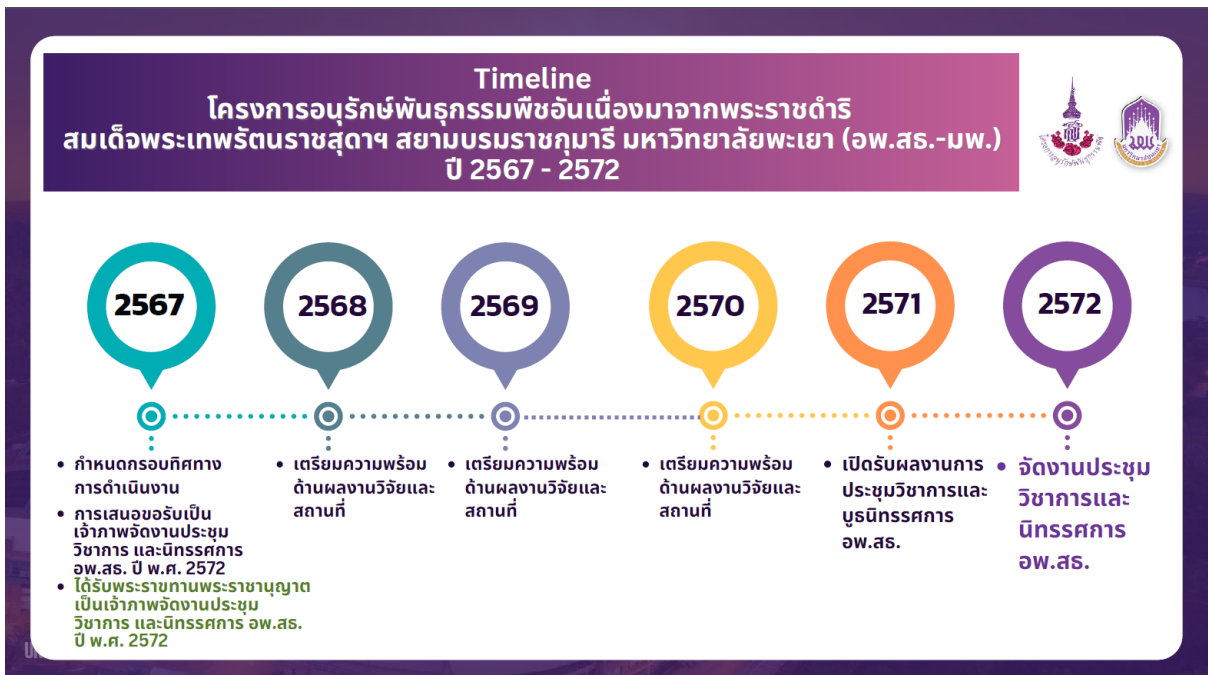 Timeline
โครงการอนุรักษ์พันธุกรรมพืชอันเนื่องมาจากพระราชดำริ
สมเด็จพระเทพรัตนราชสุดาฯ สยามบรมราชกุมารี มหาวิทยาลัยพะเยา (อพ.สธ.-มพ.)
ปี 2567 - 2572
2567
2568
2569
2570
2571
2572
• กำหนดกรอบทิศทาง
การดำเนินงาน
• การเสนอขอรับเป็น
เจ้าภาพจัดงานประชุม
วิชาการ และนิทรรศการ
อพ.สธ. ปี พ.ศ. 2572
• ได้รับพระราชทานพระราชานุญาต
เป็นเจ้าภาพจัดงานประชุม
วิชาการ และนิทรรศการ อพ.สธ.
ปี พ.ศ. 2572
• เตรียมความพร้อม
ด้านผลงานวิจัยและ
สถานที่
• เตรียมความพร้อม
ด้านผลงานวิจัยและ
สถานที่
• เตรียมความพร้อม
ด้านผลงานวิจัยและ
สถานที่
• เปิดรับผลงานการ
ประชุมวิชาการและ
บูธนิทรรศการ
อพ.สธ.
• จัดงานประชุม
วิชาการและ
นิทรรศการ
อพ.สธ.